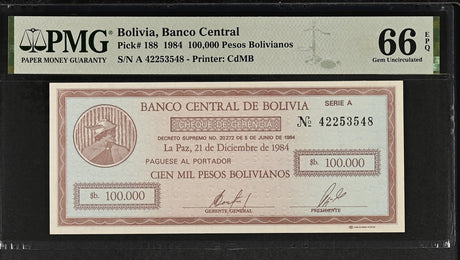 PMG
PAPER MONEY GUARANTY
Bolivia, Banco Central
Pick# 188 1984 100,000 Pesos Bolivianos
S/N A 42253548 - Printer: CdMB
66 EPQ
Gem Uncirculated
BANCO CENTRAL DE BOLIVIA
SERIE A
CHEQUE DE GERENCIA
Nº 42253548
DECRETO SUPREMO NO. 20272 DE 5 DE JUNIO DE 1984
La Paz, 21 de Diciembre de 1984
PAGUESE AL PORTADOR
$b. 100.000
CIEN MIL PESOS BOLIVIANOS
$b. 100.000
GERENTE GENERAL
PRESIDENTE